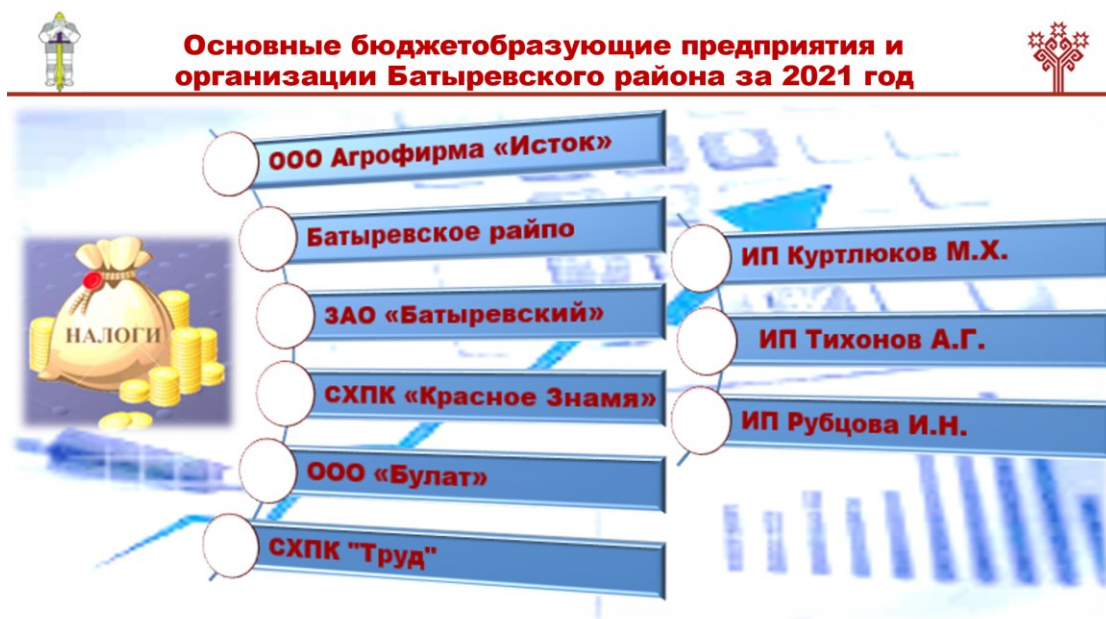 Основные бюджетобразующие предприятия и
организации Батыревского района за 2021 год
НАЛОГИ
ООО Агрофирма «Исток»
Батыревское райпо
ЗАО «Батыревский»
СХПК «Красное Знамя»
ООО «Булат»
СХПК "Труд"
ИП Куртлюков М.Х.
ИП Тихонов А.Г.
ИП Рубцова И.Н.